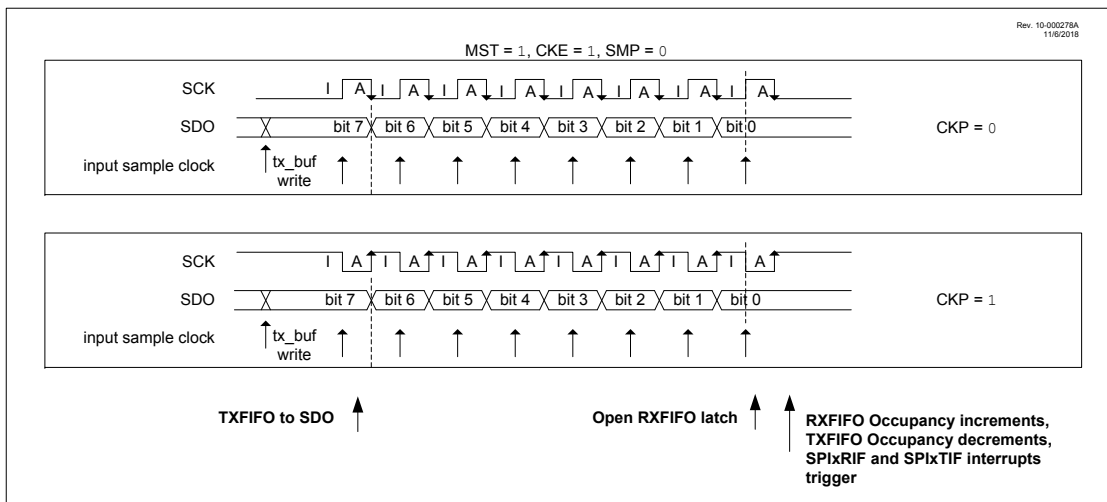 Rev. 10-000278A
11/6/2018
MST = 1, CKE = 1, SMP = 0
SCK I A I A I A I A I A I A I A I A
SDO bit 7 bit 6 bit 5 bit 4 bit 3 bit 2 bit 1 bit 0
CKP = 0
input sample clock tx_buf
write
SCK I A I A I A I A I A I A I A I A
SDO bit 7 bit 6 bit 5 bit 4 bit 3 bit 2 bit 1 bit 0
CKP = 1
input sample clock tx_buf
write
TXFIFO to SDO
Open RXFIFO latch
RXFIFO Occupancy increments,
TXFIFO Occupancy decrements,
SPIxRIF and SPIxTIF interrupts
trigger